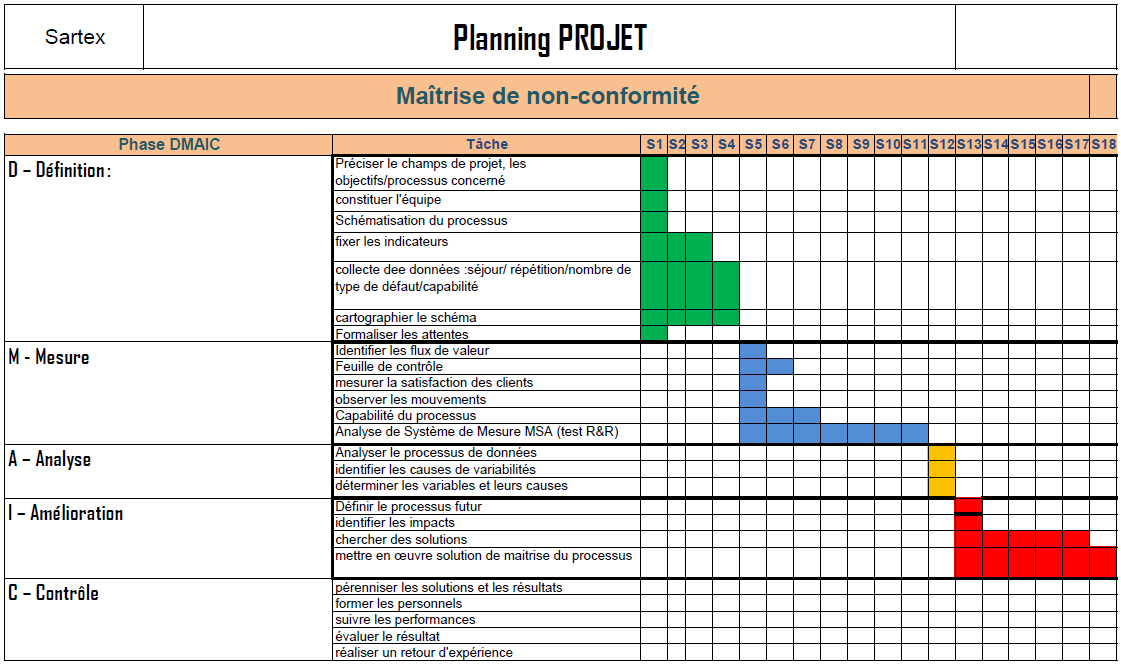 Sartex
Planning PROJET
Maîtrise de non-conformité
Phase DMAIC Tâche S1 S2 S3 S4 S5 S6 S7 S8 S9 S10 S11 S12 S13 S14 S15 S16 S17 S18
D – Définition :
Préciser le champs de projet, les
objectifs/processus concerné
constituer l'équipe
Schématisation du processus
fixer les indicateurs
collecte dee données :séjour/ répétition/nombre de
type de défaut/capabilité
cartographier le schéma
Formaliser les attentes
M - Mesure
Identifier les flux de valeur
Feuille de contrôle
mesurer la satisfaction des clients
observer les mouvements
Capabilité du processus
Analyse de Système de Mesure MSA (test R&R)
A – Analyse
Analyser le processus de données
identifier les causes de variabilités
déterminer les variables et leurs causes
I – Amélioration
Définir le processus futur
identifier les impacts
chercher des solutions
mettre en œuvre solution de maitrise du processus
C – Contrôle
pérenniser les solutions et les résultats
former les personnels
suivre les performances
évaluer le résultat
réaliser un retour d'expérience